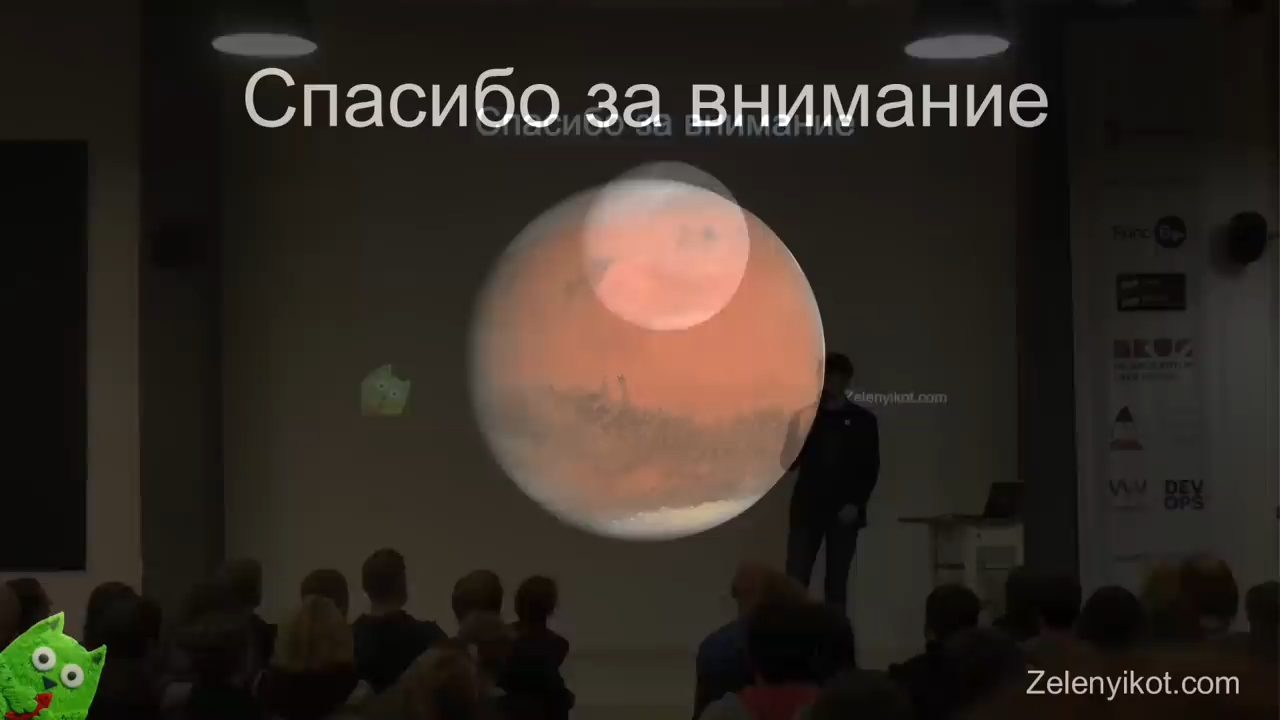 Спасибо за внимание
Спасибо за внимание
Zelenyikot.com
DEV
OPS
Zelenyikot.com